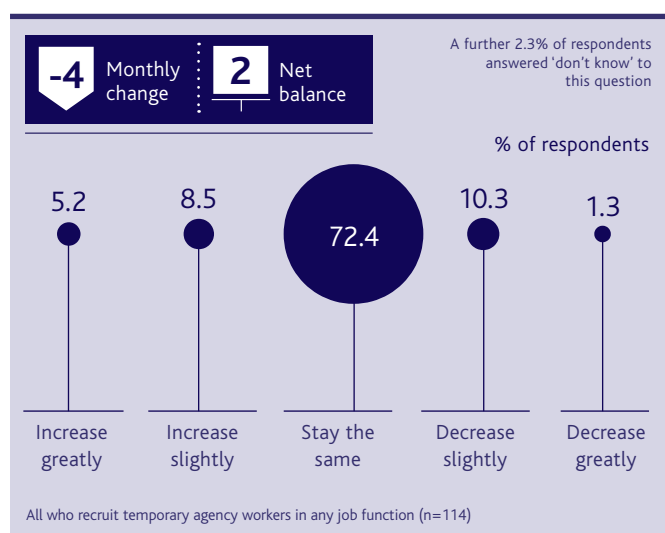 -4
Monthly
change
2
Net
balance
A further 2.3% of respondents
answered ‘don’t know’ to
this question
% of respondents
5.2
8.5
72.4
10.3
1.3
Increase
greatly
Increase
slightly
Stay the
same
Decrease
slightly
Decrease
greatly
All who recruit temporary agency workers in any job function (n=114)